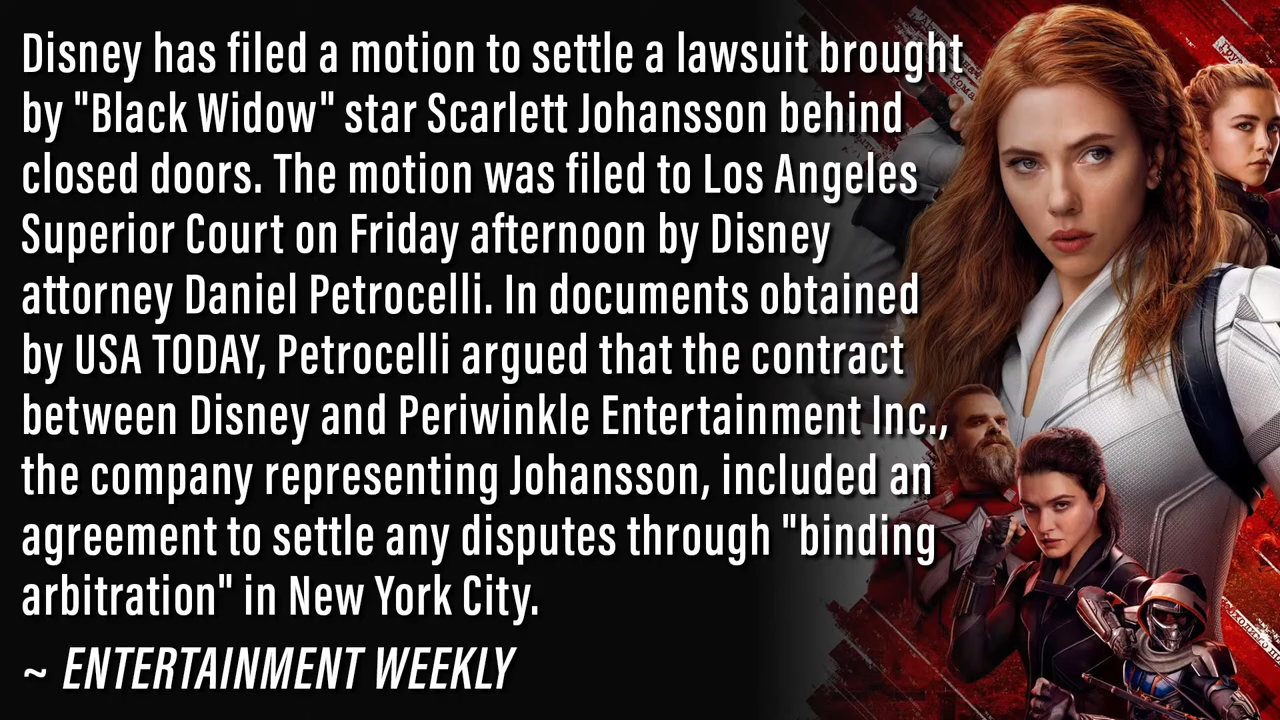 Disney has filed a motion to settle a lawsuit brought
by "Black Widow" star Scarlett Johansson behind
closed doors. The motion was filed to Los Angeles
Superior Court on Friday afternoon by Disney
attorney Daniel Petrocelli. In documents obtained
by USA TODAY, Petrocelli argued that the contract
between Disney and Periwinkle Entertainment Inc.,
the company representing Johansson, included an
agreement to settle any disputes through "binding
arbitration" in New York City.
~ ENTERTAINMENT WEEKLY